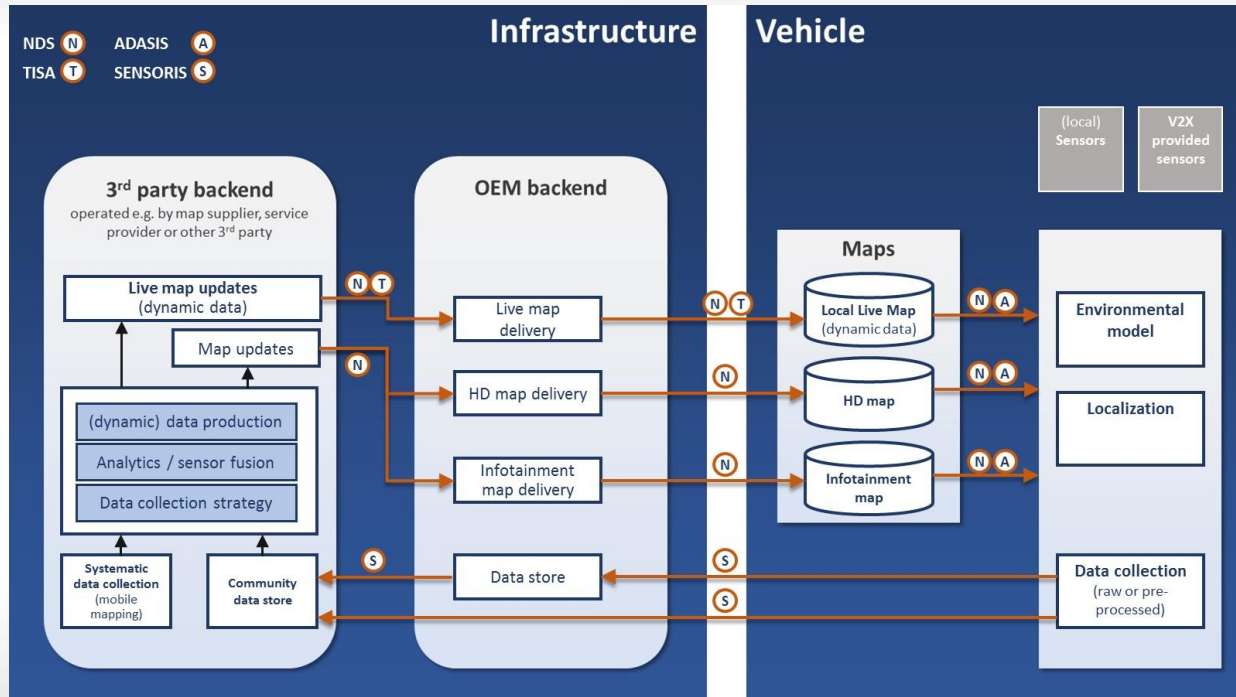 Infrastructure
Vehicle
NDS N ADASIS A
TISA T SENSORIS S
(local)
Sensors
V2X
provided
sensors
3rd party backend
operated e.g. by map supplier, service
provider or other 3rd party
Live map updates
(dynamic data)
Map updates
(dynamic) data production
Analytics / sensor fusion
Data collection strategy
Systematic
data collection
(mobile
mapping)
Community
data store
N T
N
S
OEM backend
Live map
delivery
HD map delivery
Infotainment
map delivery
Data store
N T
N
N
S
S
Maps
Local Live Map
(dynamic data)
HD map
Infotainment
map
N A
N A
N A
Environmental
model
Localization
Data collection
(raw or pre-
processed)